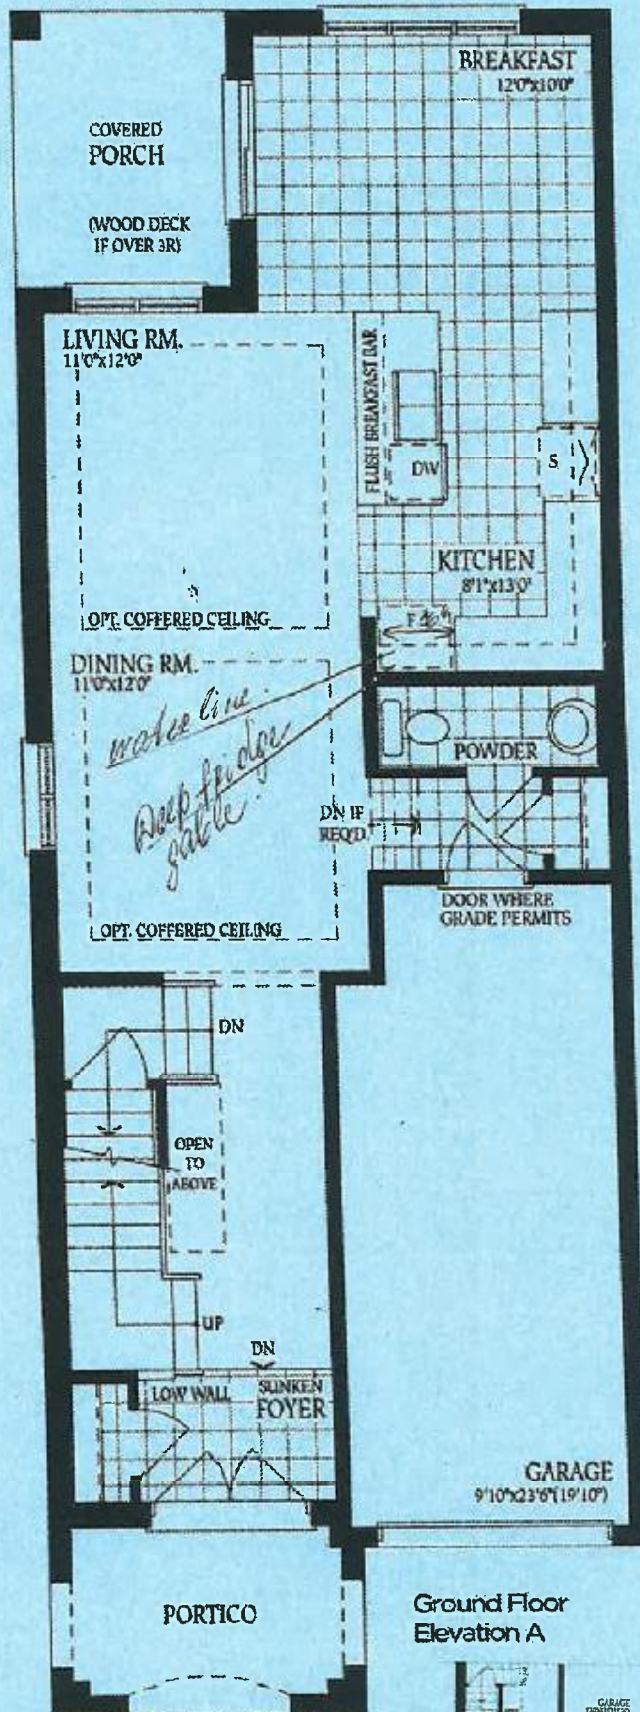 BREAKFAST
12'0"x10'0"
COVERED
PORCH
(WOOD DECK
IF OVER 3R)
LIVING RM.
11'0"x12'0"
FLUSH BREAKFAST BAR
DW
S
KITCHEN
8'1"x13'0"
OPT. COFFERED CEILING
F
DINING RM.
11'0"x12'0"
water line.
Deep fridge
gable.
POWDER
DN IF
REQ'D
DOOR WHERE
GRADE PERMITS
OPT. COFFERED CEILING
DN
OPEN
TO
ABOVE
UP
DN
LOW WALL
SUNKEN
FOYER
GARAGE
9'10"x23'6"(19'10")
PORTICO
Ground Floor
Elevation A
GARAGE